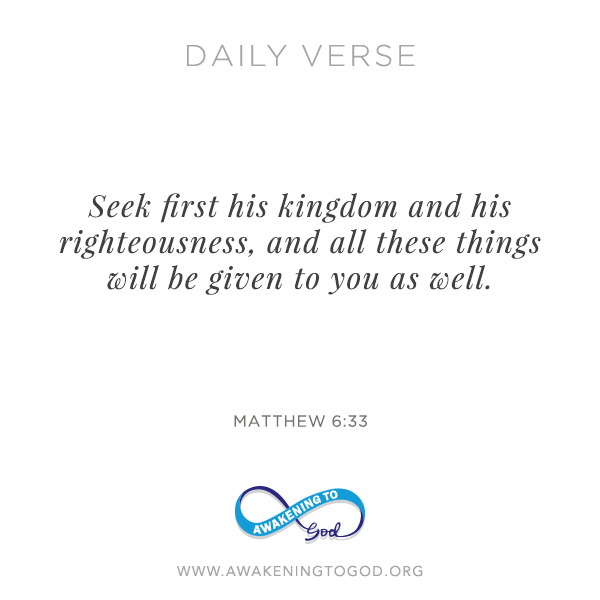 DAILY VERSE
Seek first his kingdom and his
righteousness, and all these things
will be given to you as well.
MATTHEW 6:33
AWAKENING TO
God
WWW.AWAKENINGTOGOD.ORG